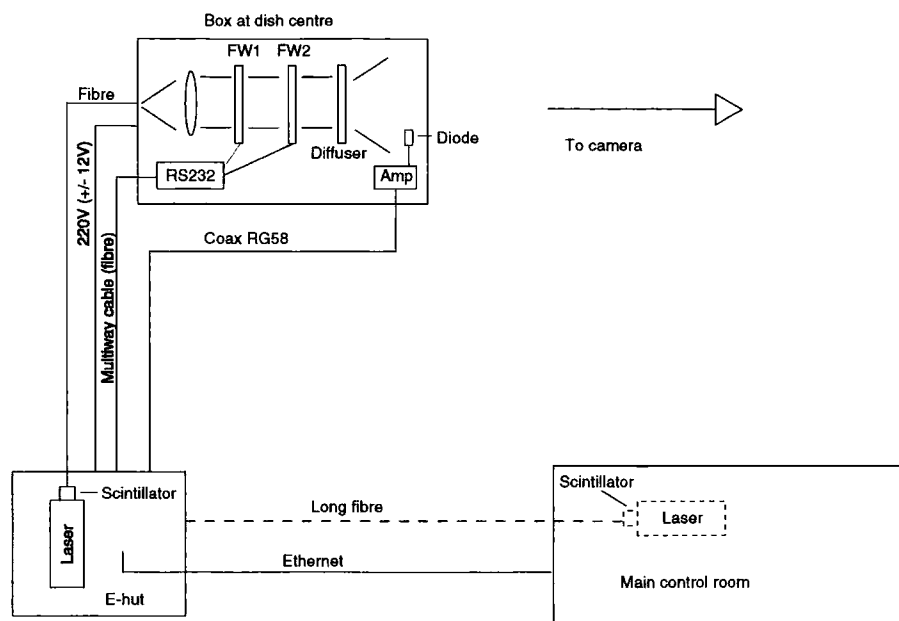 Box at dish centre
FW1 FW2
Fibre
Diffuser
Diode
To camera
RS232
Amp
220V (+/- 12V)
Multiway cable (fibre)
Coax RG58
Scintillator
Laser
E-hut
Long fibre
Ethernet
Scintillator
Laser
Main control room